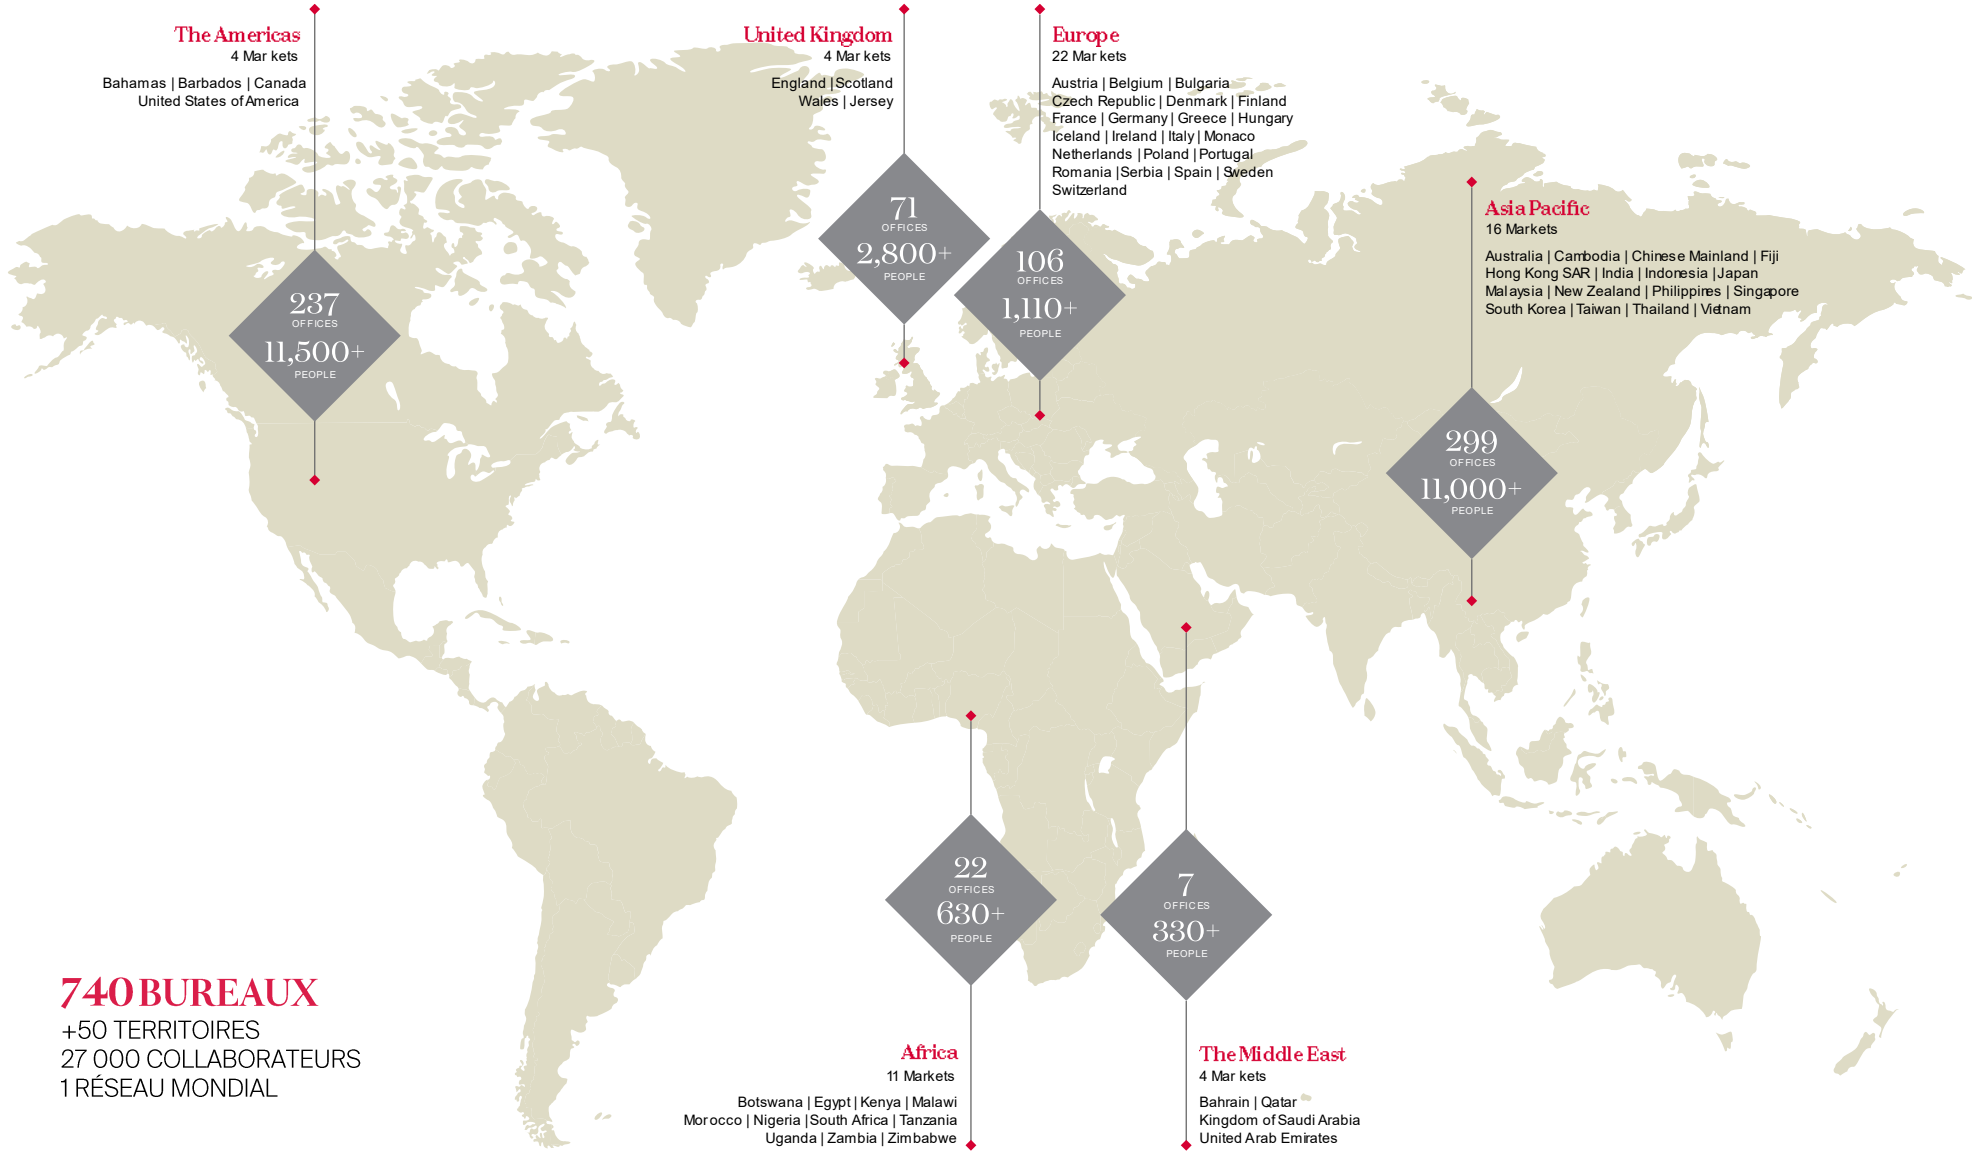 The Americas
4 Markets
Bahamas | Barbados | Canada
United States of America
237
OFFICES
11,500+
PEOPLE
United Kingdom
4 Markets
England | Scotland
Wales | Jersey
71
OFFICES
2,800+
PEOPLE
Europe
22 Markets
Austria | Belgium | Bulgaria
Czech Republic | Denmark | Finland
France | Germany | Greece | Hungary
Iceland | Ireland | Italy | Monaco
Netherlands | Poland | Portugal
Romania | Serbia | Spain | Sweden
Switzerland
106
OFFICES
1,110+
PEOPLE
Asia Pacific
16 Markets
Australia | Cambodia | Chinese Mainland | Fiji
Hong Kong SAR | India | Indonesia | Japan
Malaysia | New Zealand | Philippines | Singapore
South Korea | Taiwan | Thailand | Vietnam
299
OFFICES
11,000+
PEOPLE
22
OFFICES
630+
PEOPLE
Africa
11 Markets
Botswana | Egypt | Kenya | Malawi
Morocco | Nigeria | South Africa | Tanzania
Uganda | Zambia | Zimbabwe
7
OFFICES
330+
PEOPLE
The Middle East
4 Markets
Bahrain | Qatar
Kingdom of Saudi Arabia
United Arab Emirates
740 BUREAUX
+50 TERRITOIRES
27 000 COLLABORATEURS
1 RÉSEAU MONDIAL